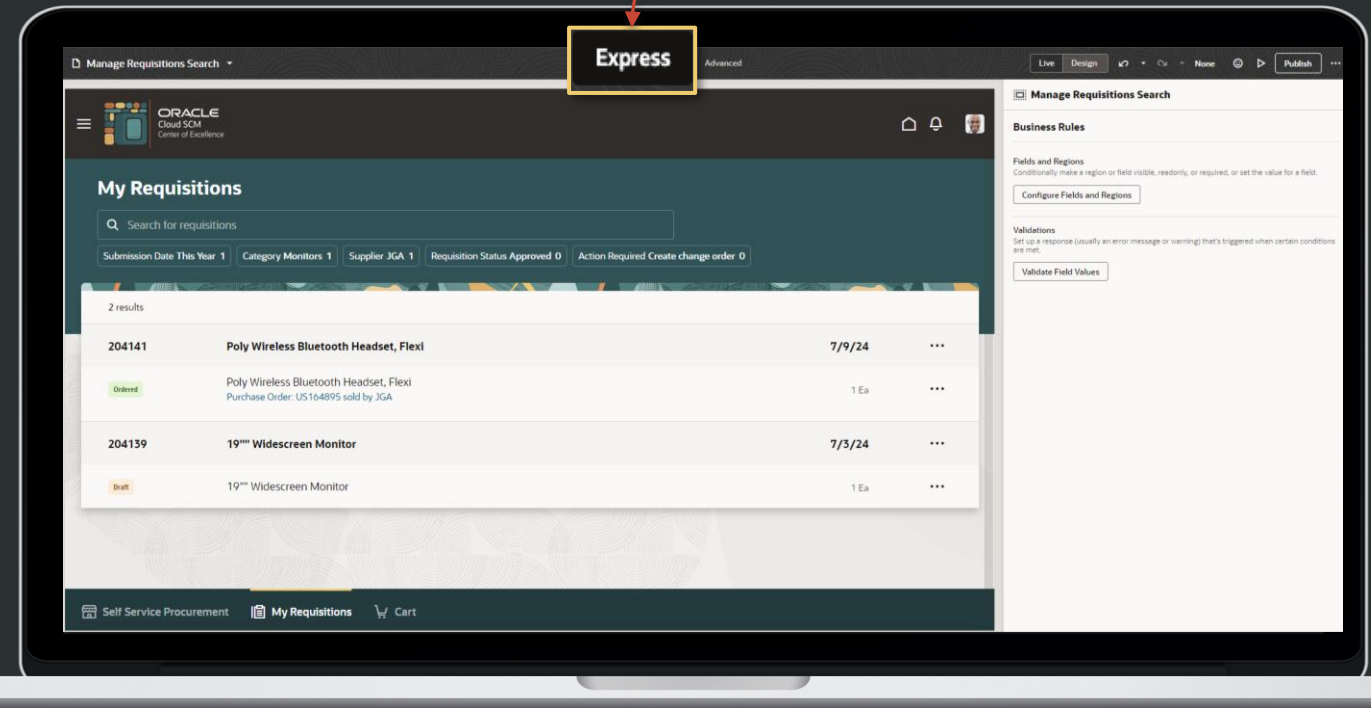 Manage Requisitions Search
Express
Advanced
Live Design None Publish
ORACLE
Cloud SCM
Center of Excellence
My Requisitions
Search for requisitions
Submission Date This Year 1 Category Monitors 1 Supplier JGA 1 Requisition Status Approved 0 Action Required Create change order 0
2 results
204141 Poly Wireless Bluetooth Headset, Flexi 7/9/24
Ordered Poly Wireless Bluetooth Headset, Flexi 1 Ea
Purchase Order: US164895 sold by JGA
204139 19"" Widescreen Monitor 7/3/24
Draft 19"" Widescreen Monitor 1 Ea
Self Service Procurement My Requisitions Cart
Manage Requisitions Search
Business Rules
Fields and Regions
Conditionally make a region or field visible, readonly, or required, or set the value for a field.
Configure Fields and Regions
Validations
Set up a response (usually an error message or warning) that's triggered when certain conditions
are met.
Validate Field Values